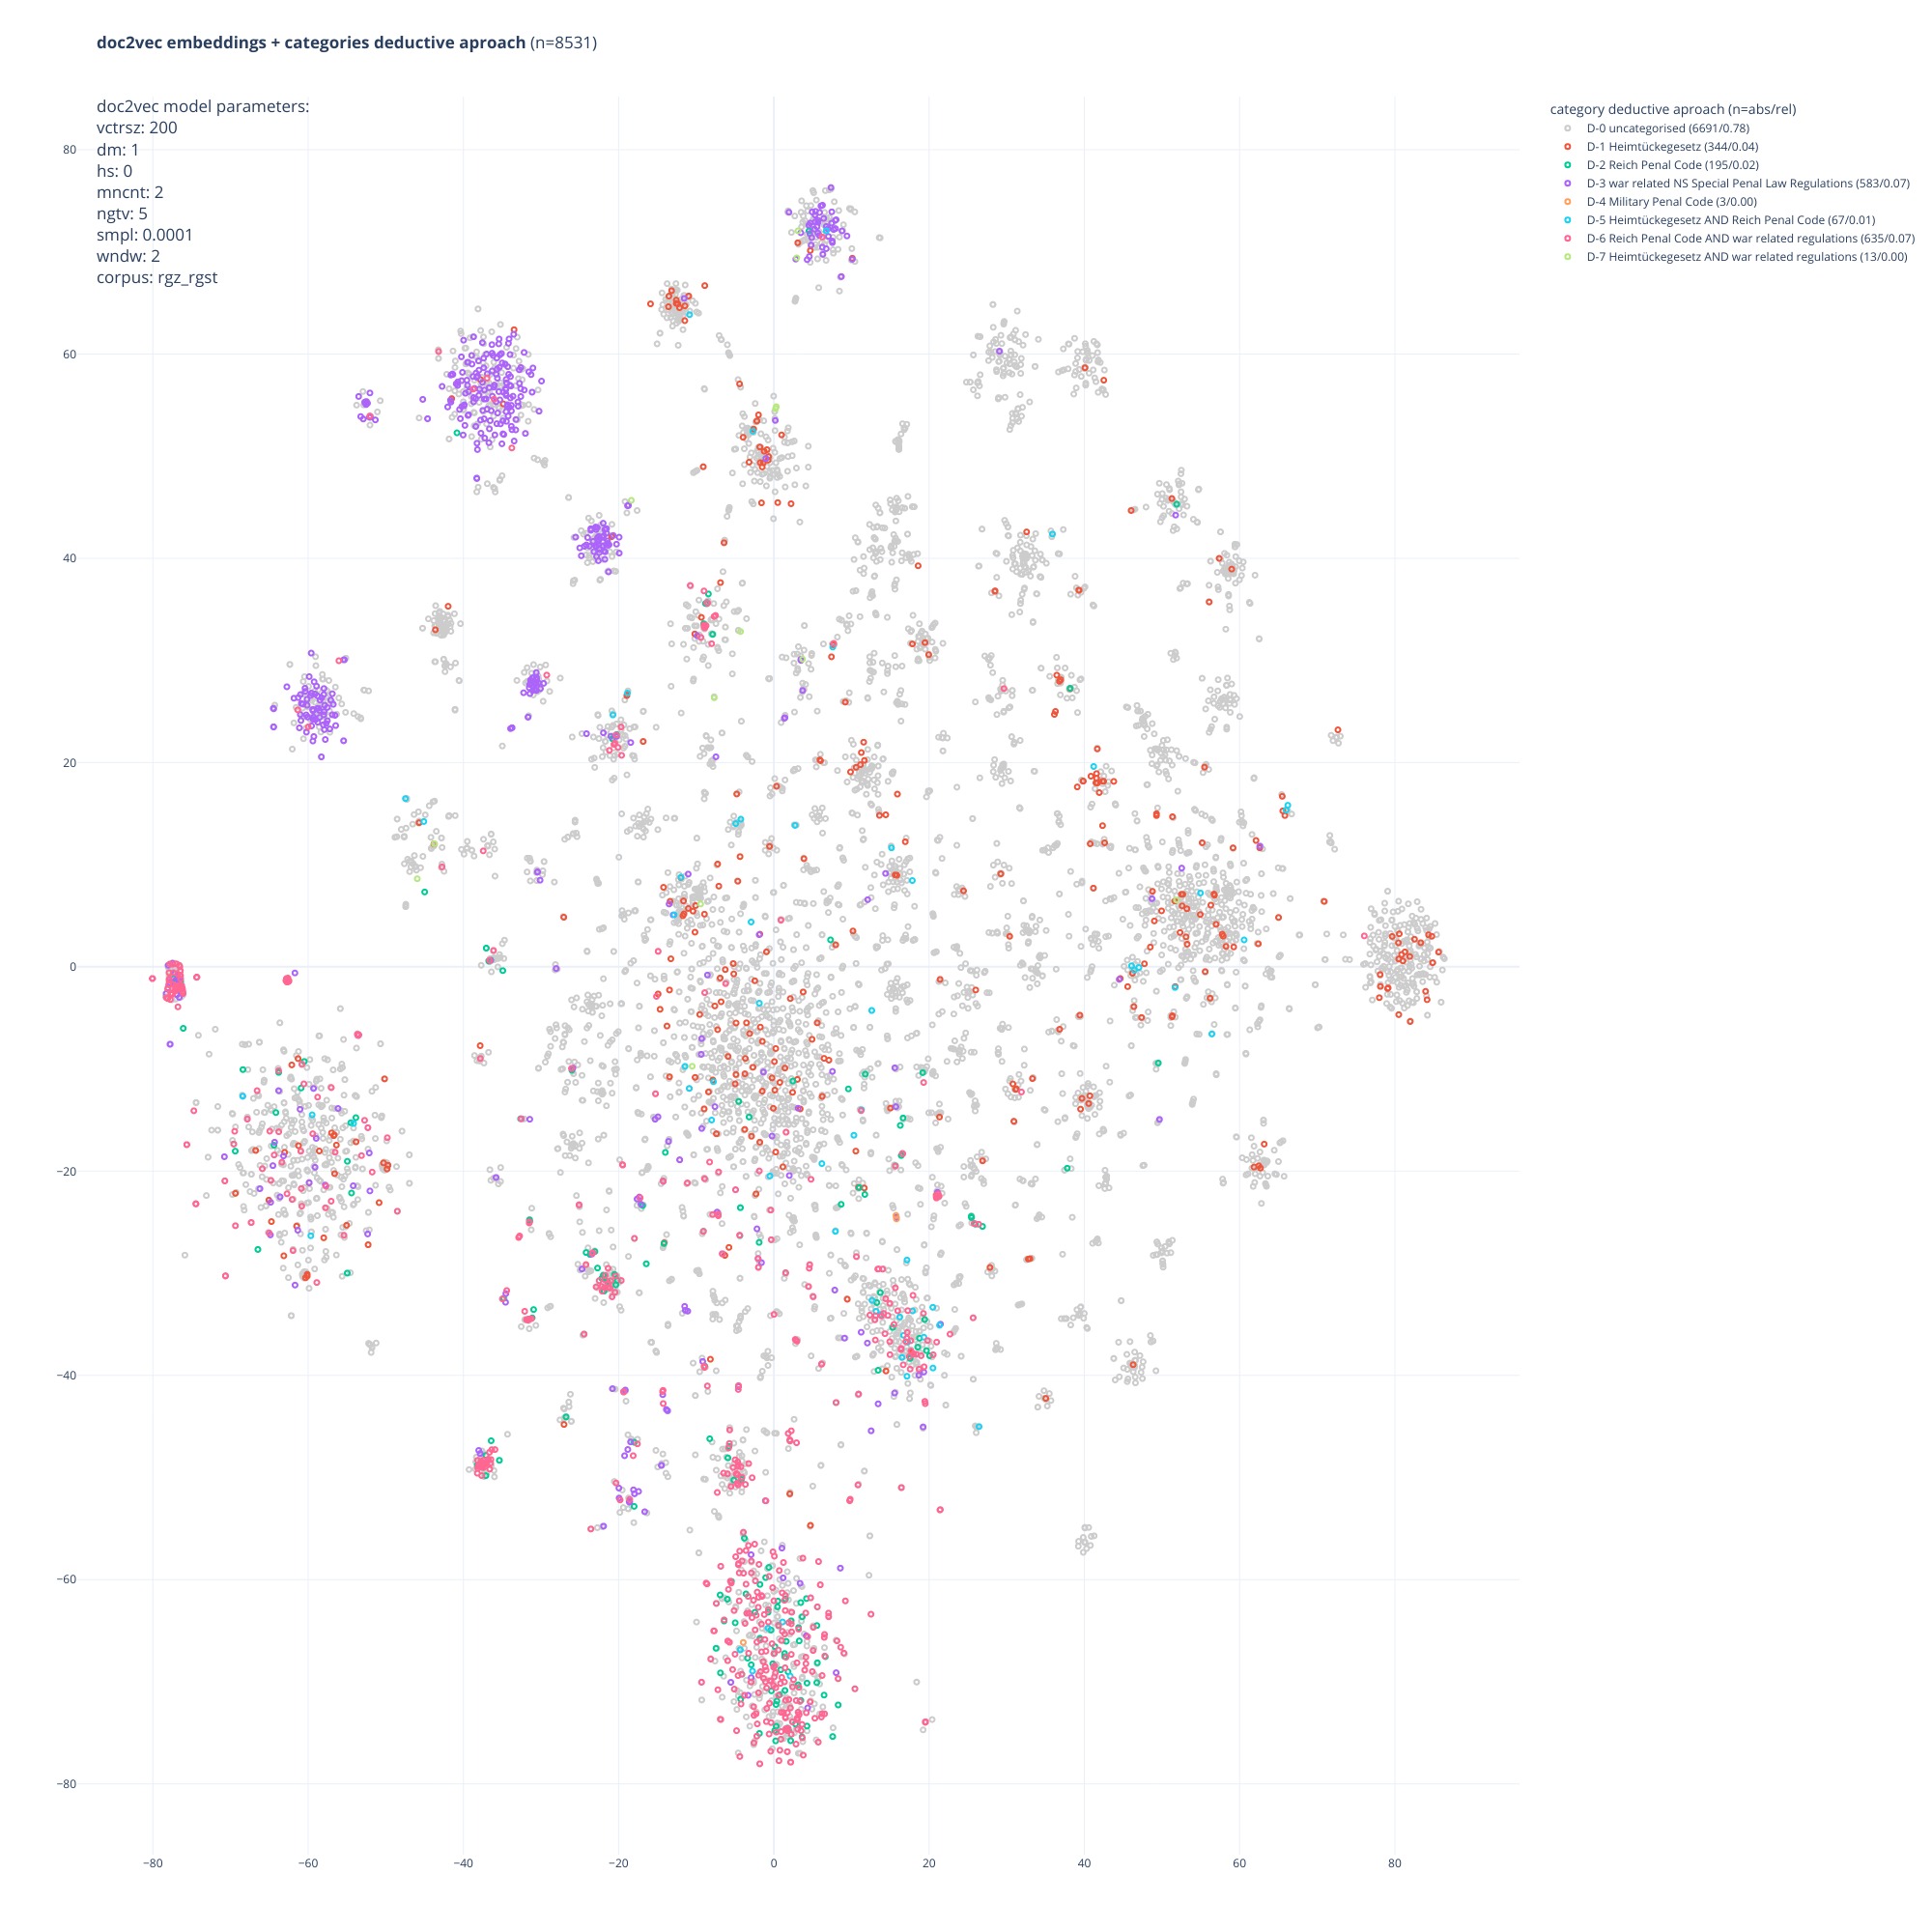 doc2vec embeddings + categories deductive aproach (n=8531)
doc2vec model parameters:
vctrsz: 200
dm: 1
hs: 0
mncnt: 2
ngtv: 5
smpl: 0.0001
wndw: 2
corpus: rgz_rgst
category deductive aproach (n=abs/rel)
D-0 uncategorised (6691/0.78)
D-1 Heimtückegesetz (344/0.04)
D-2 Reich Penal Code (195/0.02)
D-3 war related NS Special Penal Law Regulations (583/0.07)
D-4 Military Penal Code (3/0.00)
D-5 Heimtückegesetz AND Reich Penal Code (67/0.01)
D-6 Reich Penal Code AND war related regulations (635/0.07)
D-7 Heimtückegesetz AND war related regulations (13/0.00)
80
60
40
20
0
−20
−40
−60
−80
−80 −60 −40 −20 0 20 40 60 80